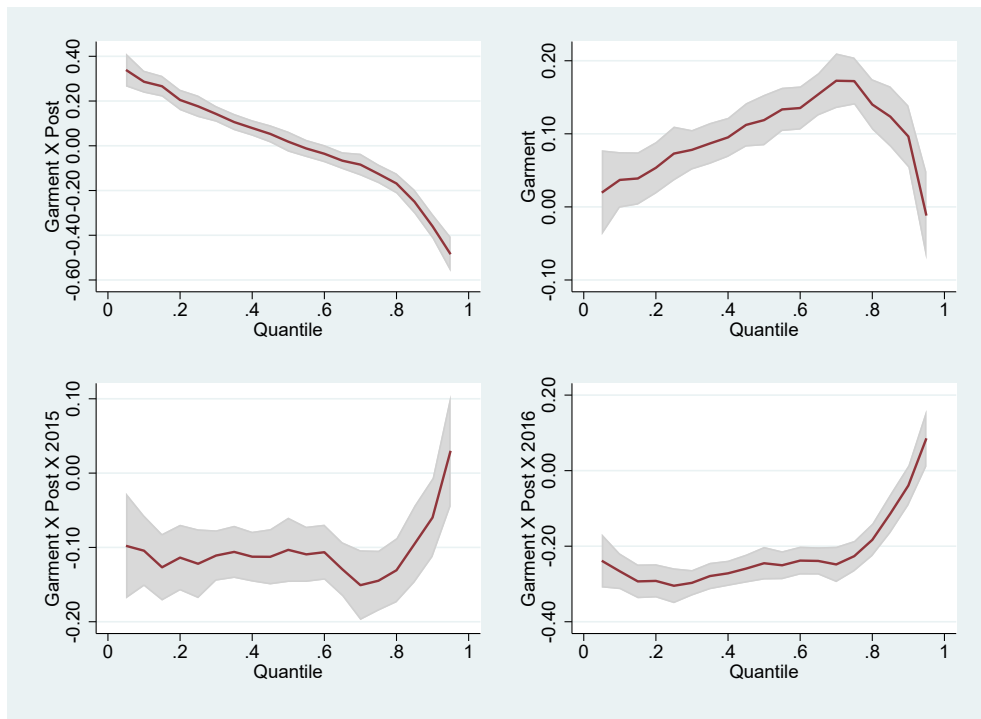 Garment X Post
0.40
0.20
0.00
-0.20
-0.40
-0.60
0 .2 .4 .6 .8 1
Quantile
Garment
0.20
0.10
0.00
-0.10
0 .2 .4 .6 .8 1
Quantile
Garment X Post X 2015
0.10
0.00
-0.10
-0.20
0 .2 .4 .6 .8 1
Quantile
Garment X Post X 2016
0.20
0.00
-0.20
-0.40
0 .2 .4 .6 .8 1
Quantile